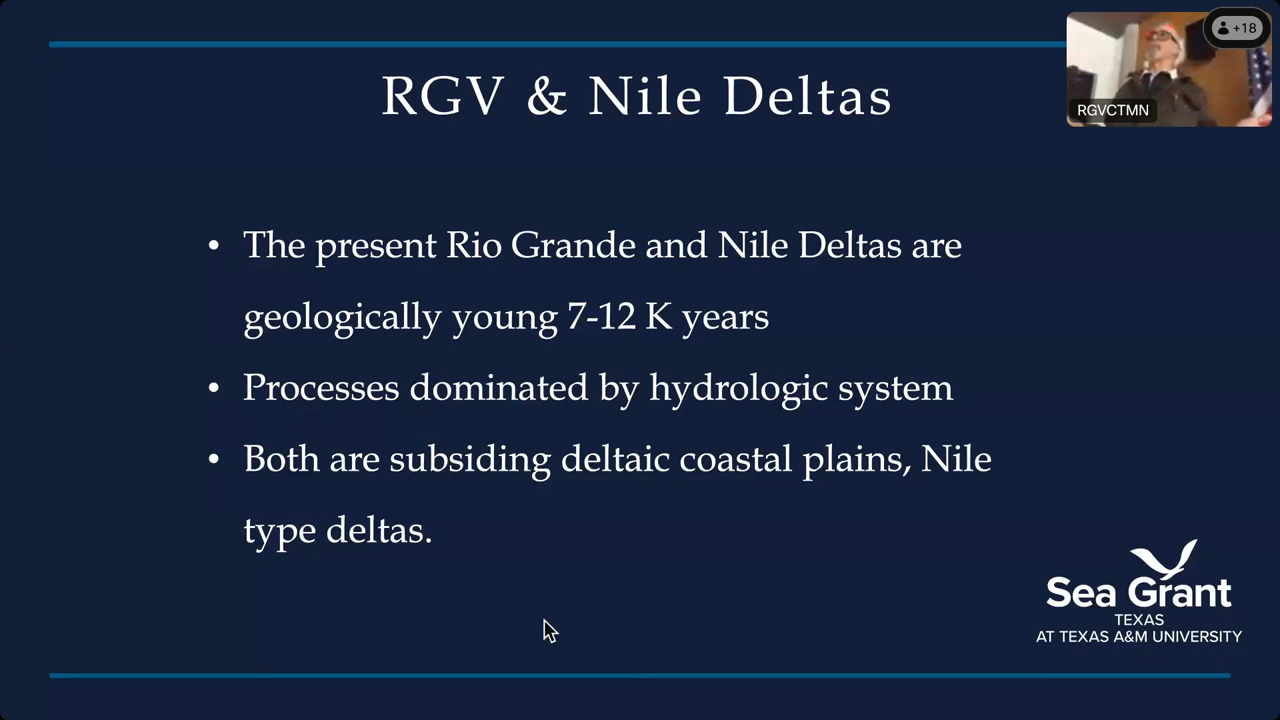 RGV & Nile Deltas
+18
RGVCTMN
• The present Rio Grande and Nile Deltas are
geologically young 7-12 K years
• Processes dominated by hydrologic system
• Both are subsiding deltaic coastal plains, Nile
type deltas.
Sea Grant
TEXAS
AT TEXAS A&M UNIVERSITY